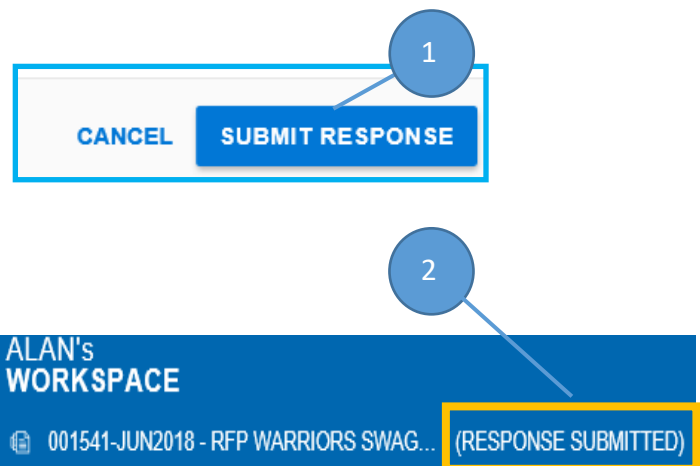 1
CANCEL SUBMIT RESPONSE
2
ALAN's
WORKSPACE
001541-JUN2018 - RFP WARRIORS SWAG... (RESPONSE SUBMITTED)